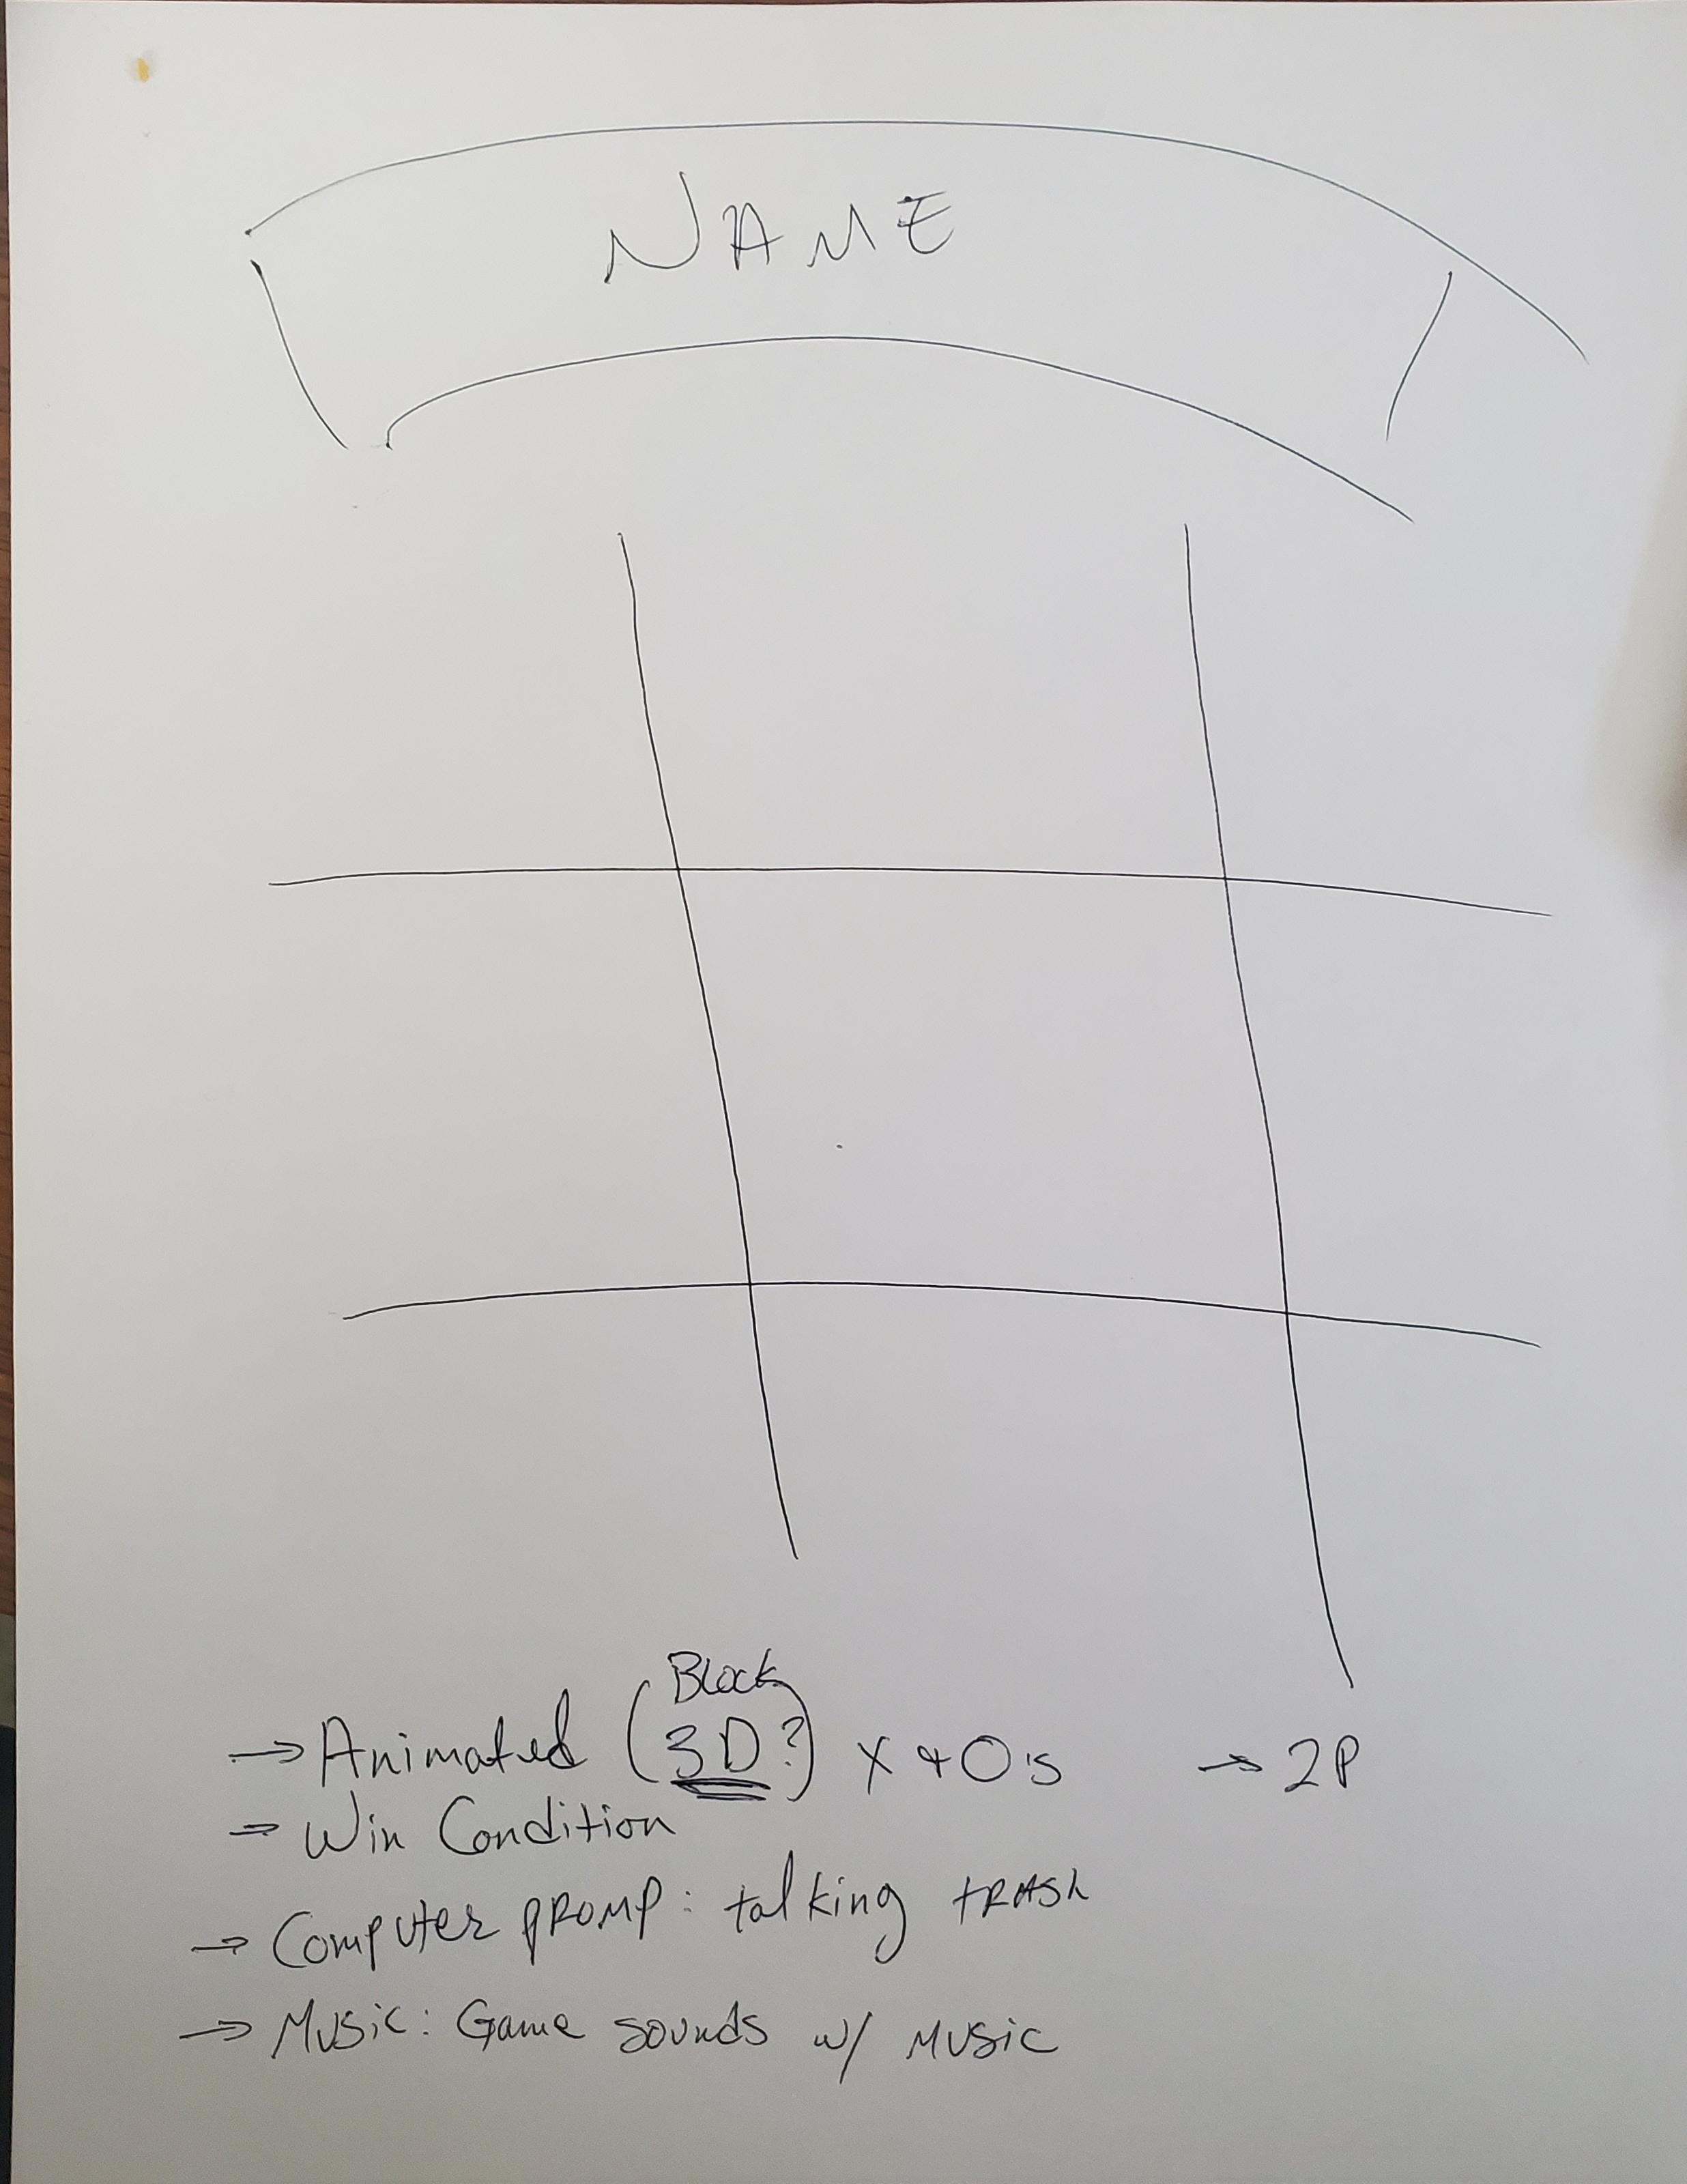 NAME
Block
→ Animated (3D?) X + O's → 2P
→ Win Condition
→ Computer promp: talking trash
→ Music: Game sounds w/ music